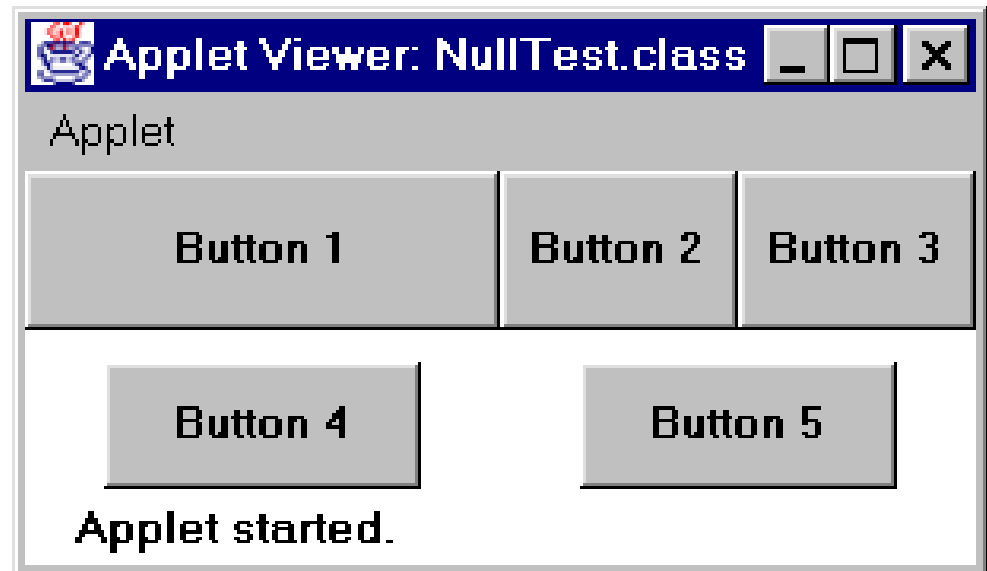 Applet Viewer: NullTest.class
Applet
Button 1 Button 2 Button 3
Button 4 Button 5
Applet started.